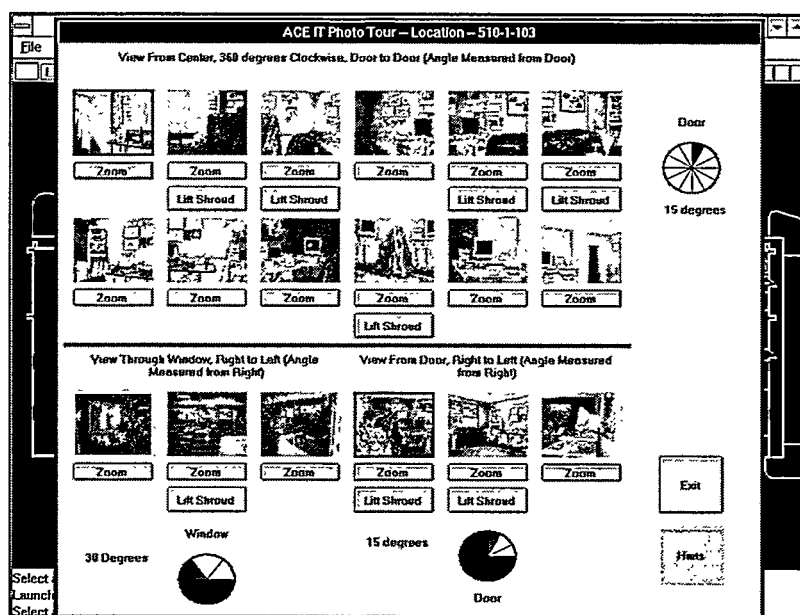 ACE IT Photo Tour – Location – 510-1-103
File
View From Center, 360 degrees Clockwise, Door to Door (Angle Measured from Door)
Door
Zoom Zoom Zoom Zoom Zoom Zoom
Lift Shroud Lift Shroud Lift Shroud Lift Shroud
15 degrees
Zoom Zoom Zoom Zoom Zoom Zoom
Lift Shroud
View Through Window, Right to Left (Angle
Measured from Right)
View From Door, Right to Left (Angle Measured
from Right)
Zoom Zoom Zoom Zoom Zoom Zoom
Lift Shroud Lift Shroud Lift Shroud
Exit
Window
30 Degrees
15 degrees
Door
Hints
Select
Launch
Select